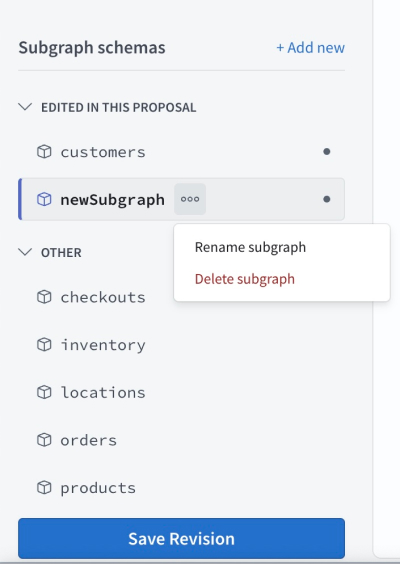 Subgraph schemas
+ Add new
EDITED IN THIS PROPOSAL
customers
newSubgraph
Rename subgraph
Delete subgraph
OTHER
checkouts
inventory
locations
orders
products
Save Revision